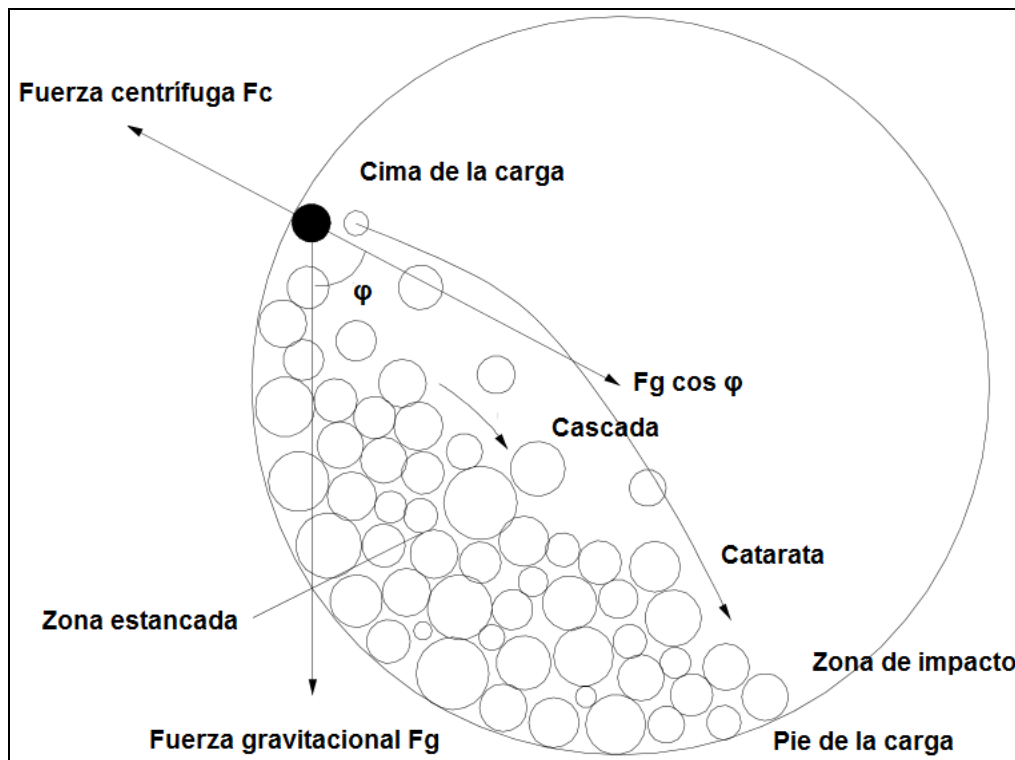 Fuerza centrífuga Fc
Cima de la carga
φ
Fg cos φ
Cascada
Catarata
Zona estancada
Zona de impacto
Fuerza gravitacional Fg
Pie de la carga